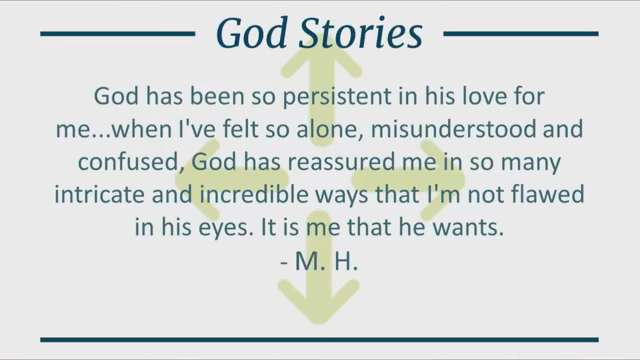 God Stories
God has been so persistent in his love for
me...when I've felt so alone, misunderstood and
confused, God has reassured me in so many
intricate and incredible ways that I'm not flawed
in his eyes. It is me that he wants.
- M. H.